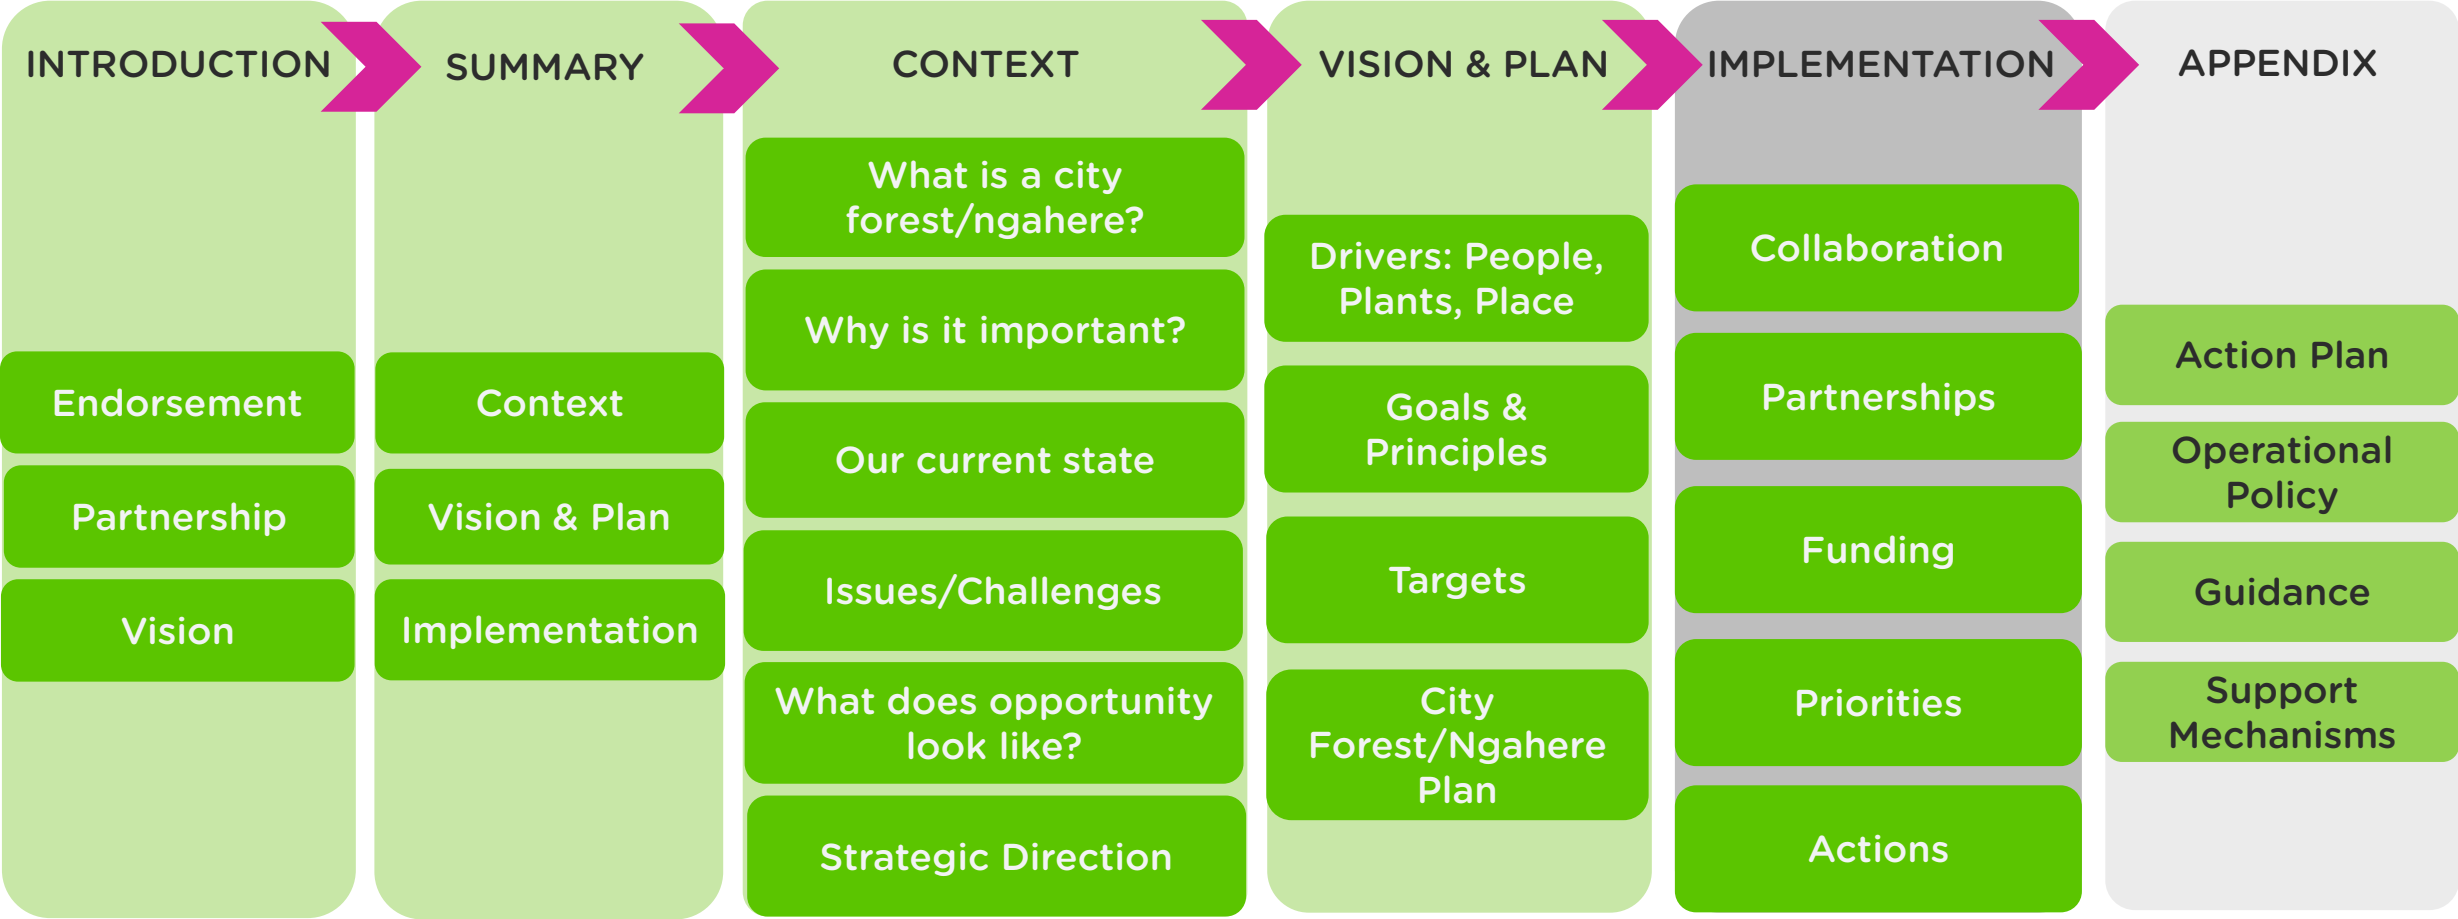 INTRODUCTION
Endorsement
Partnership
Vision
SUMMARY
Context
Vision & Plan
Implementation
CONTEXT
What is a city
forest/ngahere?
Why is it important?
Our current state
Issues/Challenges
What does opportunity
look like?
Strategic Direction
VISION & PLAN
Drivers: People,
Plants, Place
Goals &
Principles
Targets
City
Forest/Ngahere
Plan
IMPLEMENTATION
Collaboration
Partnerships
Funding
Priorities
Actions
APPENDIX
Action Plan
Operational
Policy
Guidance
Support
Mechanisms